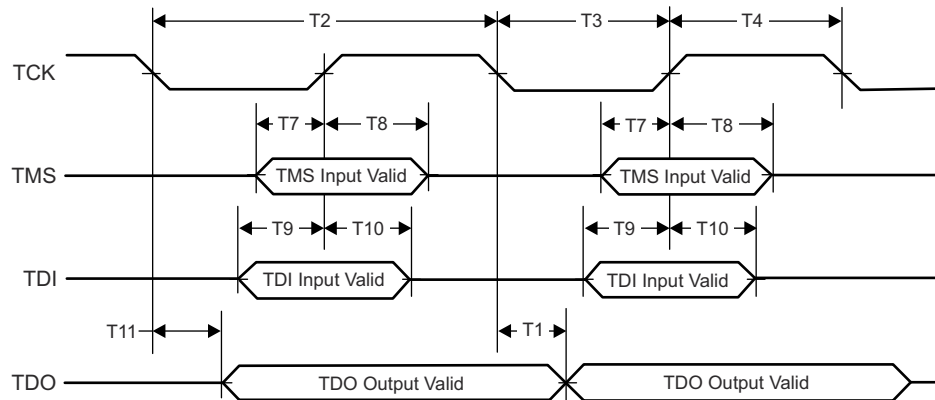 T2
T3
T4
TCK
T7
T8
T7
T8
TMS
TMS Input Valid
TMS Input Valid
T9
T10
T9
T10
TDI
TDI Input Valid
TDI Input Valid
T11
T1
TDO
TDO Output Valid
TDO Output Valid